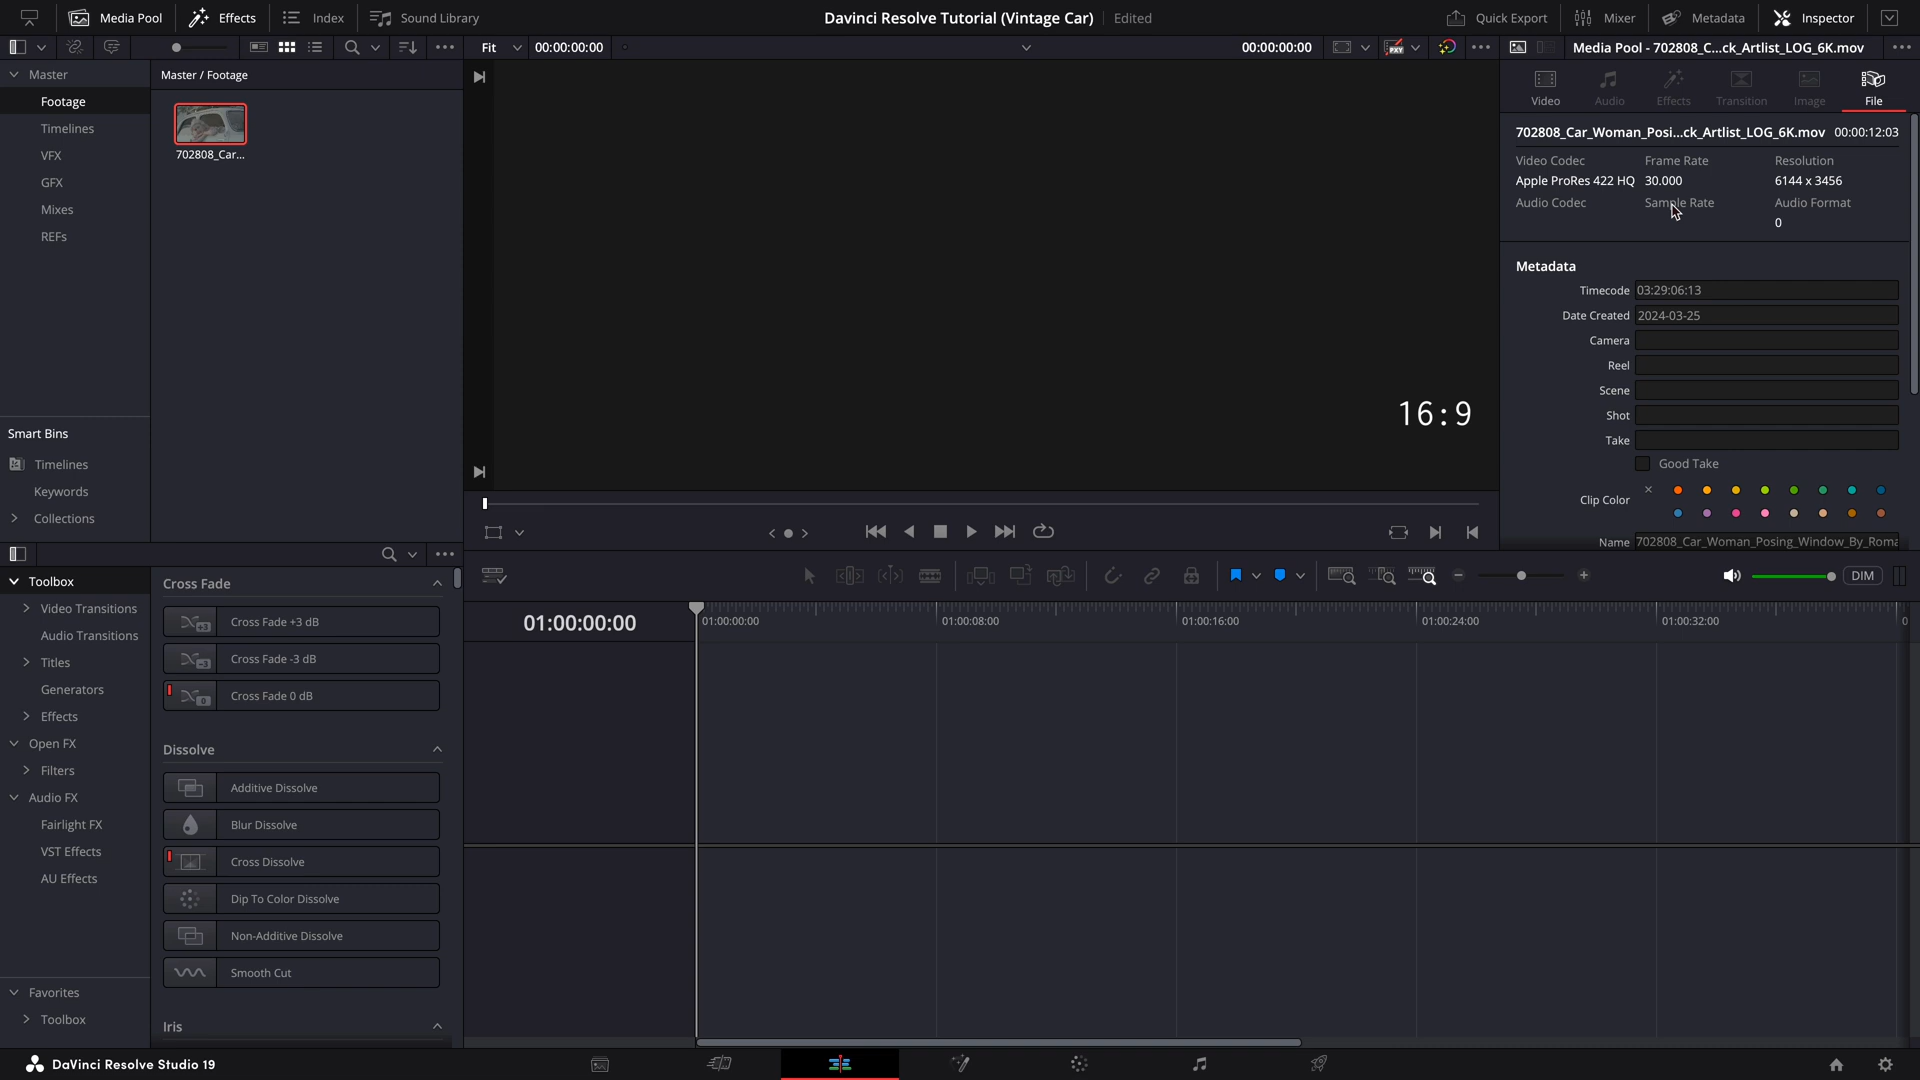 Media Pool
Effects
Index
Sound Library
Davinci Resolve Tutorial (Vintage Car)
Edited
Quick Export
Mixer
Metadata
Inspector
Fit
00:00:00:00
00:00:00:00
Media Pool - 702808_C...ck_Artlist_LOG_6K.mov
Master
Footage
Timelines
VFX
GFX
Mixes
REFs
Master / Footage
702808_Car...
Smart Bins
Timelines
Keywords
Collections
16:9
Video
Audio
Effects
Transition
Image
File
702808_Car_Woman_Posi...ck_Artlist_LOG_6K.mov 00:00:12:03
Video Codec Frame Rate Resolution
Apple ProRes 422 HQ 30.000 6144 x 3456
Audio Codec Sample Rate Audio Format
0
Metadata
Timecode 03:29:06:13
Date Created 2024-03-25
Camera
Reel
Scene
Shot
Take
Good Take
Clip Color
Name 702808_Car_Woman_Posing_Window_By_Roma
Toolbox
Video Transitions
Audio Transitions
Titles
Generators
Effects
Open FX
Filters
Audio FX
Fairlight FX
VST Effects
AU Effects
Favorites
Toolbox
Cross Fade
+3 Cross Fade +3 dB
-3 Cross Fade -3 dB
0 Cross Fade 0 dB
Dissolve
Additive Dissolve
Blur Dissolve
Cross Dissolve
Dip To Color Dissolve
Non-Additive Dissolve
Smooth Cut
Iris
DIM
01:00:00:00
01:00:00:00 01:00:08:00 01:00:16:00 01:00:24:00 01:00:32:00 0
DaVinci Resolve Studio 19